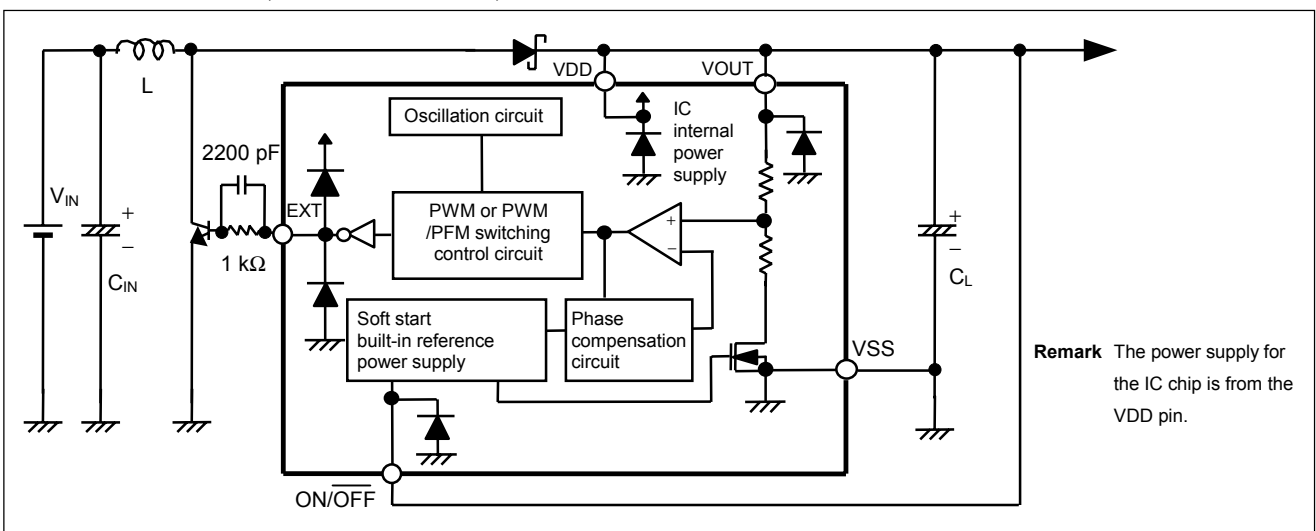 VDD
VOUT
L
Oscillation circuit
IC
internal
power
supply
2200 pF
VIN
EXT
PWM or PWM
/PFM switching
control circuit
+
−
+
−
+
−
1 kΩ
CIN
CL
Soft start
built-in reference
power supply
Phase
compensation
circuit
VSS
Remark The power supply for
the IC chip is from the
VDD pin.
ON/OFF